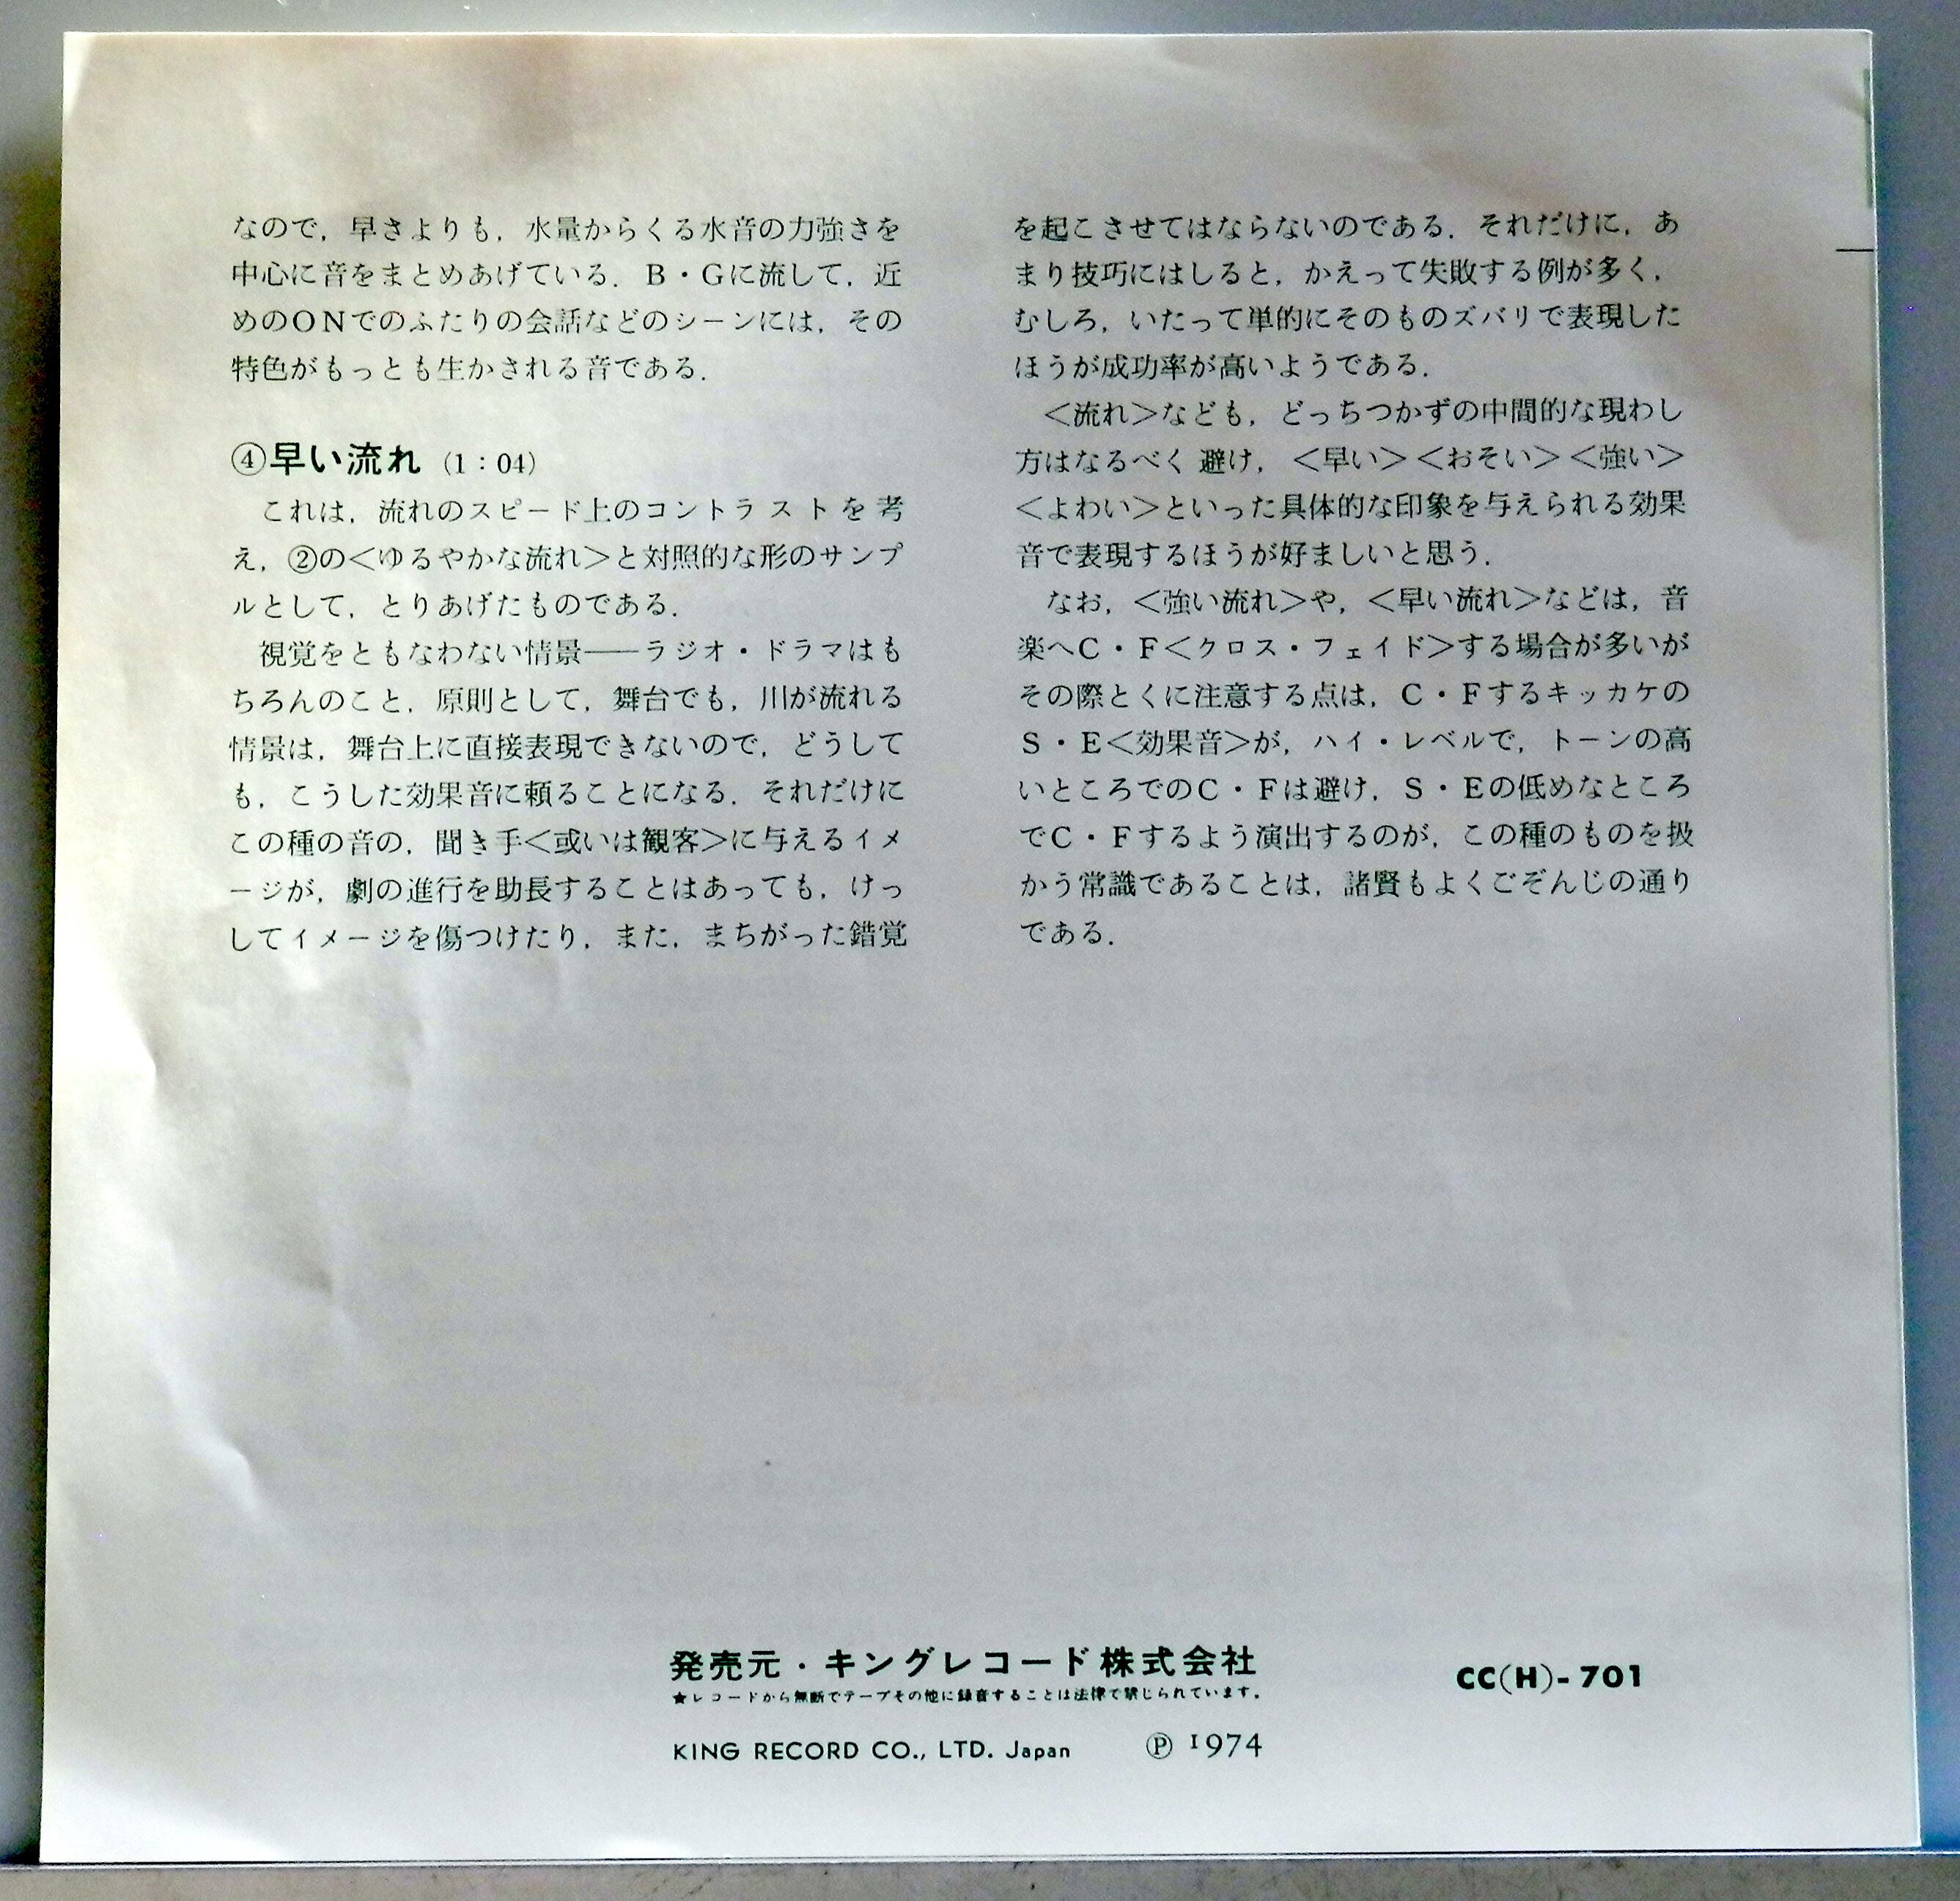 なので，早さよりも，水量からくる水音の力強さを
中心に音をまとめあげている．B・Gに流して，近
めのONでのふたりの会話などのシーンには，その
特色がもっとも生かされる音である．
④早い流れ（1：04）
これは，流れのスピード上のコントラストを考
え，②の＜ゆるやかな流れ＞と対照的な形のサンプ
ルとして，とりあげたものである．
視覚をともなわない情景――ラジオ・ドラマはも
ちろんのこと，原則として，舞台でも，川が流れる
情景は，舞台上に直接表現できないので，どうして
も，こうした効果音に頼ることになる．それだけに
この種の音の，聞き手＜或いは観客＞に与えるイメ
ージが，劇の進行を助長することはあっても，けっ
してイメージを傷つけたり，また，まちがった錯覚
を起こさせてはならないのである．それだけに，あ
まり技巧にはしると，かえって失敗する例が多く，
むしろ，いたって単的にそのものズバリで表現した
ほうが成功率が高いようである．
＜流れ＞なども，どっちつかずの中間的な現わし
方はなるべく避け，＜早い＞＜おそい＞＜強い＞
＜よわい＞といった具体的な印象を与えられる効果
音で表現するほうが好ましいと思う．
なお，＜強い流れ＞や，＜早い流れ＞などは，音
楽へC・F＜クロス・フェイド＞する場合が多いが
その際とくに注意する点は，C・Fするキッカケの
S・E＜効果音＞が，ハイ・レベルで，トーンの高
いところでのC・Fは避け，S・Eの低めなところ
でC・Fするよう演出するのが，この種のものを扱
かう常識であることは，諸賢もよくごぞんじの通り
である．
発売元・キングレコード株式会社
★レコードから無断でテープその他に録音することは法律で禁じられています。
KING RECORD CO., LTD. Japan ℗ 1974
CC(H)-701